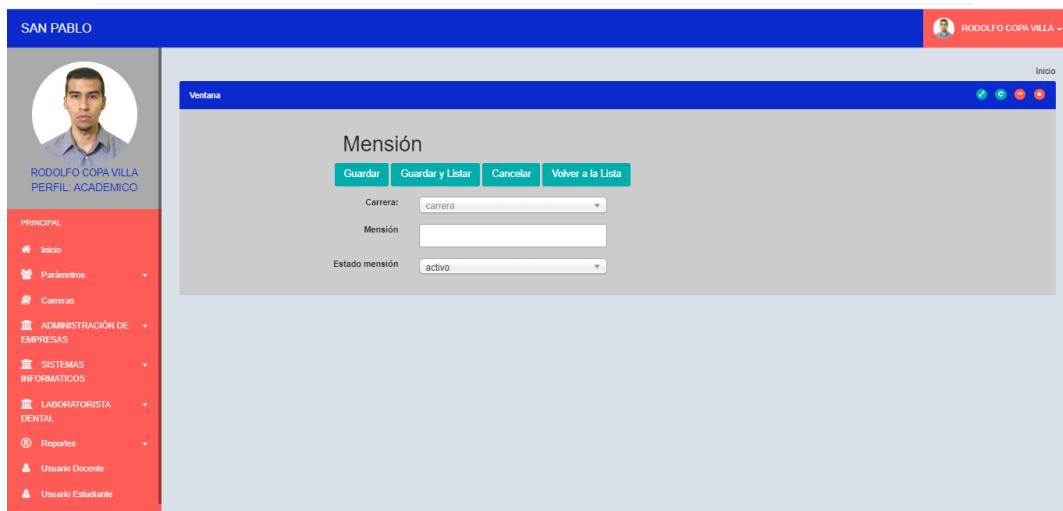 SAN PABLO
RODOLFO COPA VILLA
Inicio
RODOLFO COPA VILLA
PERFIL: ACADEMICO
PRINCIPAL
Inicio
Parámetros
Carreras
ADMINISTRACIÓN DE
EMPRESAS
SISTEMAS
INFORMATICOS
LABORATORISTA
DENTAL
Reportes
Usuario Docente
Usuario Estudiante
Ventana
Mensión
Guardar Guardar y Listar Cancelar Volver a la Lista
Carrera: carrera
Mensión
Estado mensión activo